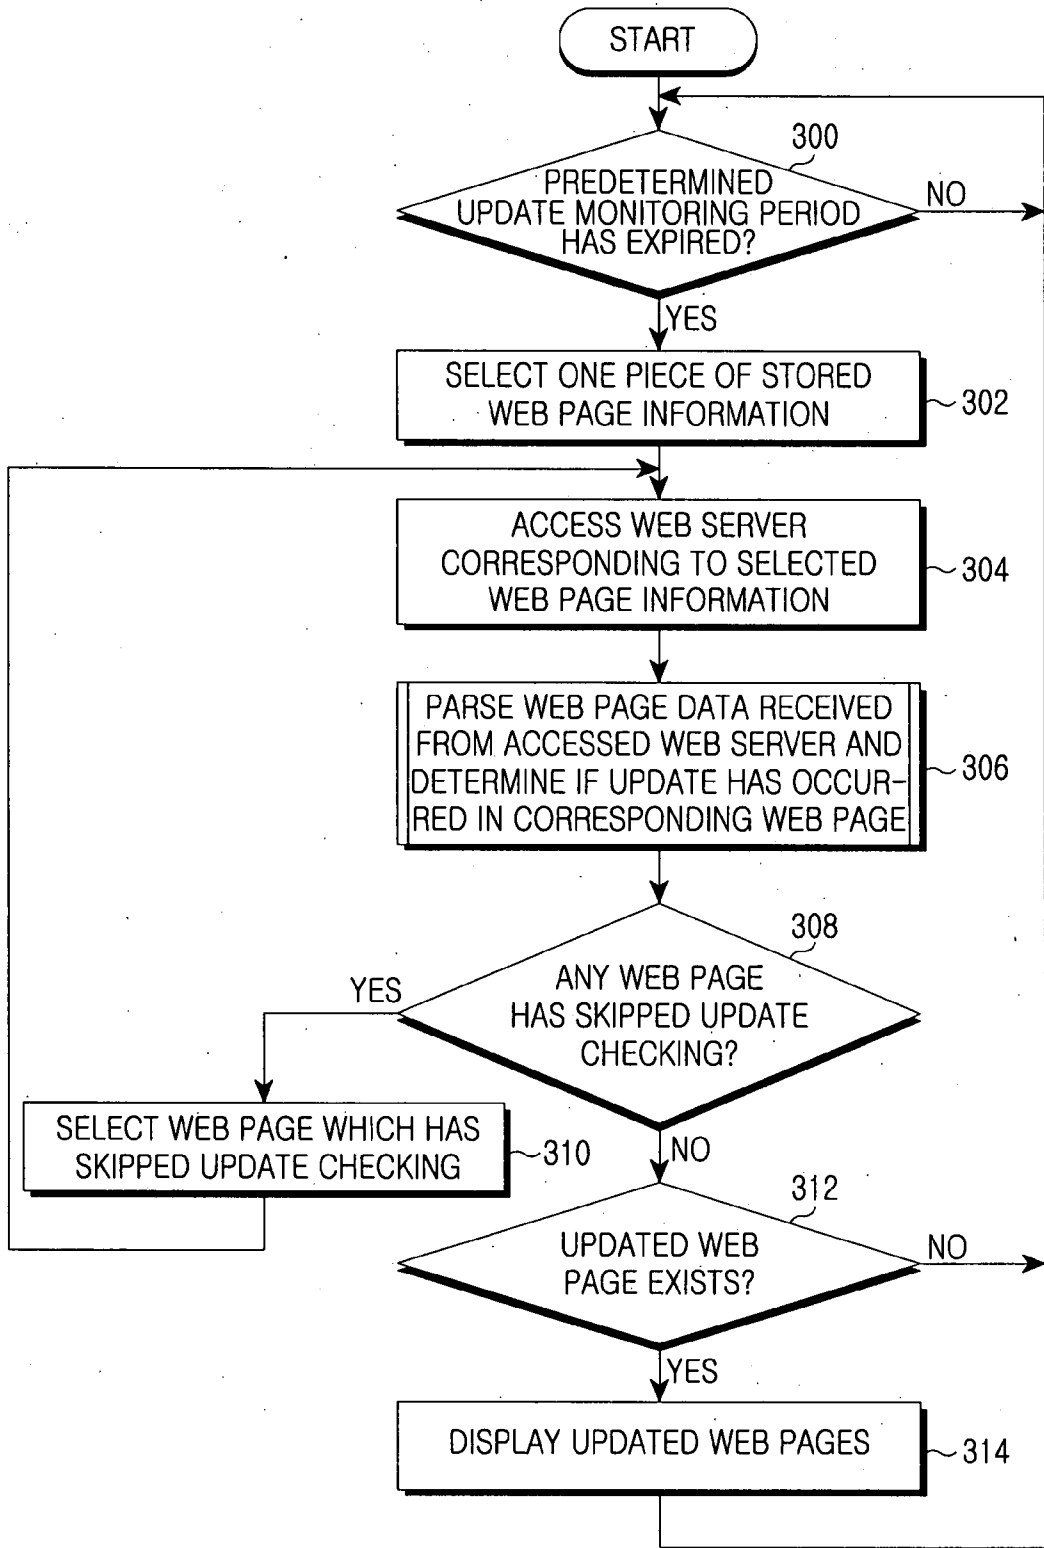 START
300
PREDETERMINED
UPDATE MONITORING PERIOD
HAS EXPIRED?
NO
YES
SELECT ONE PIECE OF STORED
WEB PAGE INFORMATION
302
ACCESS WEB SERVER
CORRESPONDING TO SELECTED
WEB PAGE INFORMATION
304
PARSE WEB PAGE DATA RECEIVED
FROM ACCESSED WEB SERVER AND
DETERMINE IF UPDATE HAS OCCUR-
RED IN CORRESPONDING WEB PAGE
306
308
ANY WEB PAGE
HAS SKIPPED UPDATE
CHECKING?
YES
SELECT WEB PAGE WHICH HAS
SKIPPED UPDATE CHECKING
310
NO
312
UPDATED WEB
PAGE EXISTS?
NO
YES
DISPLAY UPDATED WEB PAGES
314